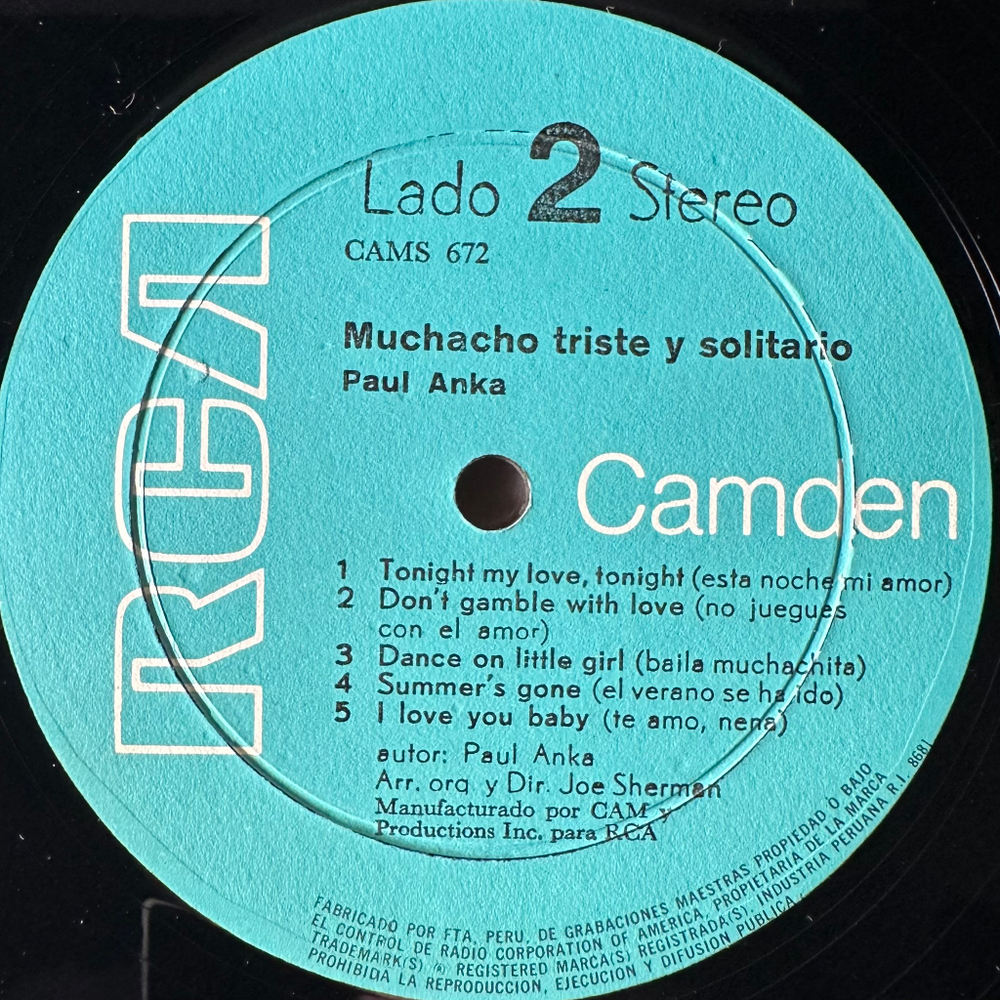 Lado 2 Stereo
CAMS 672
Muchacho triste y solitario
Paul Anka
RCA
Camden
1 Tonight my love, tonight (esta noche mi amor)
2 Don't gamble with love (no juegues
con el amor)
3 Dance on little girl (baila muchachita)
4 Summer's gone (el verano se ha ido)
5 I love you baby (te amo, nena)
autor: Paul Anka
Arr. orq y Dir. Joe Sherman
Manufacturado por CAM y
Productions Inc. para RCA
FABRICADO POR FTA, PERU, DE GRABACIONES MAESTRAS PROPIEDAD O BAJO
EL CONTROL DE RADIO CORPORATION OF AMERICA, PROPIETARIA DE LA MARCA
TRADEMARK(S) ® REGISTERED MARCA(S) REGISTRADA(S) INDUSTRIA PERUANA R.I. 8681
PROHIBIDA LA REPRODUCCION, EJECUCION Y DIFUSION PUBLICA